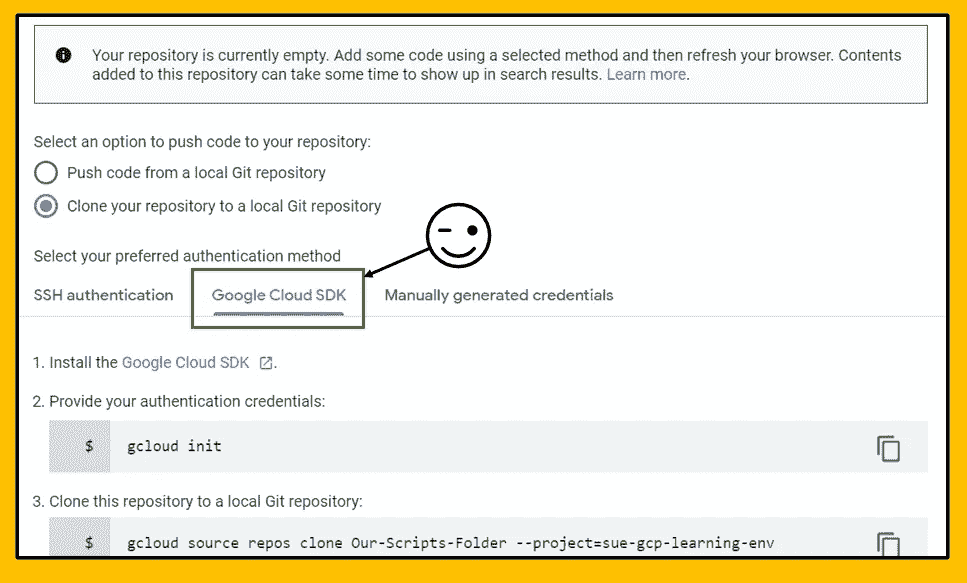 Your repository is currently empty. Add some code using a selected method and then refresh your browser. Contents
added to this repository can take some time to show up in search results. Learn more.
Select an option to push code to your repository:
Push code from a local Git repository
Clone your repository to a local Git repository
Select your preferred authentication method
SSH authentication Google Cloud SDK Manually generated credentials
1. Install the Google Cloud SDK .
2. Provide your authentication credentials:
$ gcloud init
3. Clone this repository to a local Git repository:
$ gcloud source repos clone Our-Scripts-Folder --project=sue-gcp-learning-env